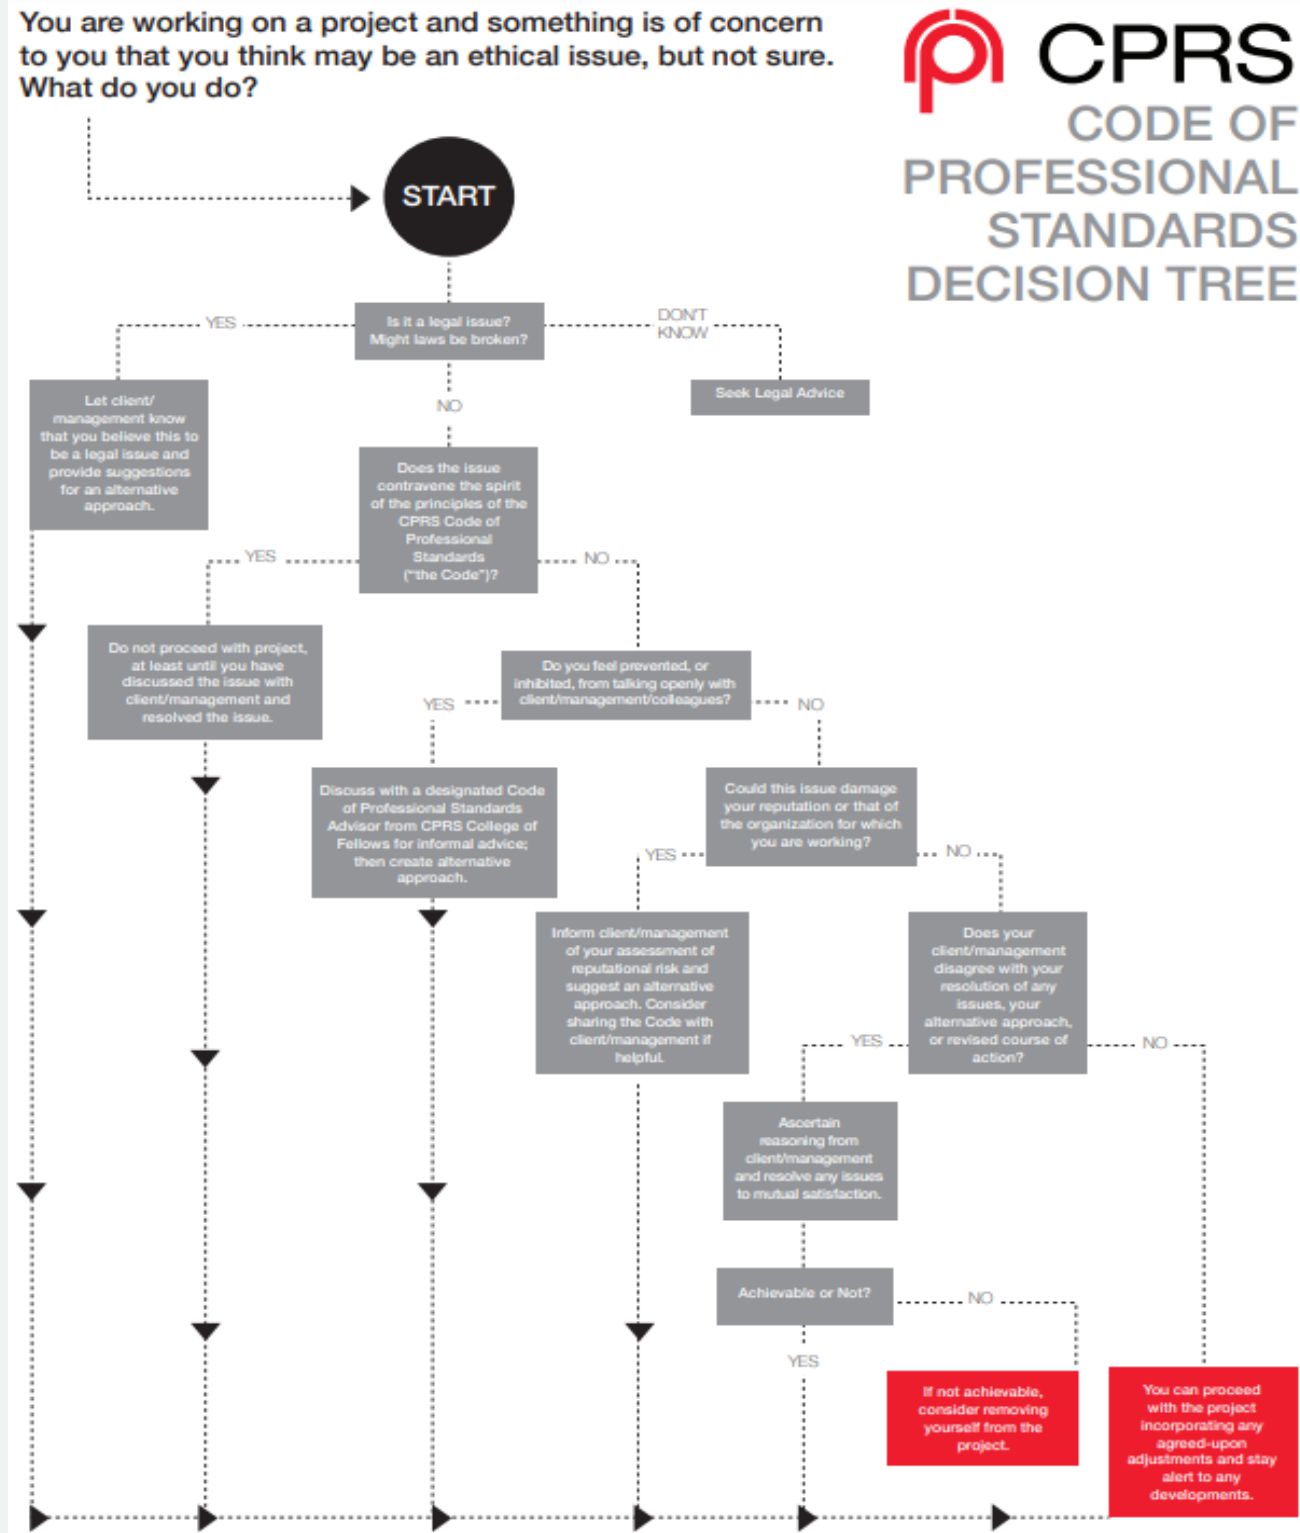 You are working on a project and something is of concern
to you that you think may be an ethical issue, but not sure.
What do you do?
CPRS
CODE OF
PROFESSIONAL
STANDARDS
DECISION TREE
START
Is it a legal issue?
Might laws be broken?
YES
DON'T
KNOW
NO
Let client/
management know
that you believe this to
be a legal issue and
provide suggestions
for an alternative
approach.
Seek Legal Advice
Does the issue
contravene the spirit
of the principles of the
CPRS Code of
Professional
Standards
("the Code")?
YES
NO
Do not proceed with project,
at least until you have
discussed the issue with
client/management and
resolved the issue.
Do you feel prevented, or
inhibited, from talking openly with
client/management/colleagues?
YES
NO
Discuss with a designated Code
of Professional Standards
Advisor from CPRS College of
Fellows for informal advice;
then create alternative
approach.
Could this issue damage
your reputation or that of
the organization for which
you are working?
YES
NO
Inform client/management
of your assessment of
reputational risk and
suggest an alternative
approach. Consider
sharing the Code with
client/management if
helpful.
Does your
client/management
disagree with your
resolution of any
issues, your
alternative approach,
or revised course of
action?
YES
NO
Ascertain
reasoning from
client/management
and resolve any issues
to mutual satisfaction.
Achievable or Not?
NO
YES
If not achievable,
consider removing
yourself from the
project.
You can proceed
with the project
incorporating any
agreed-upon
adjustments and stay
alert to any
developments.